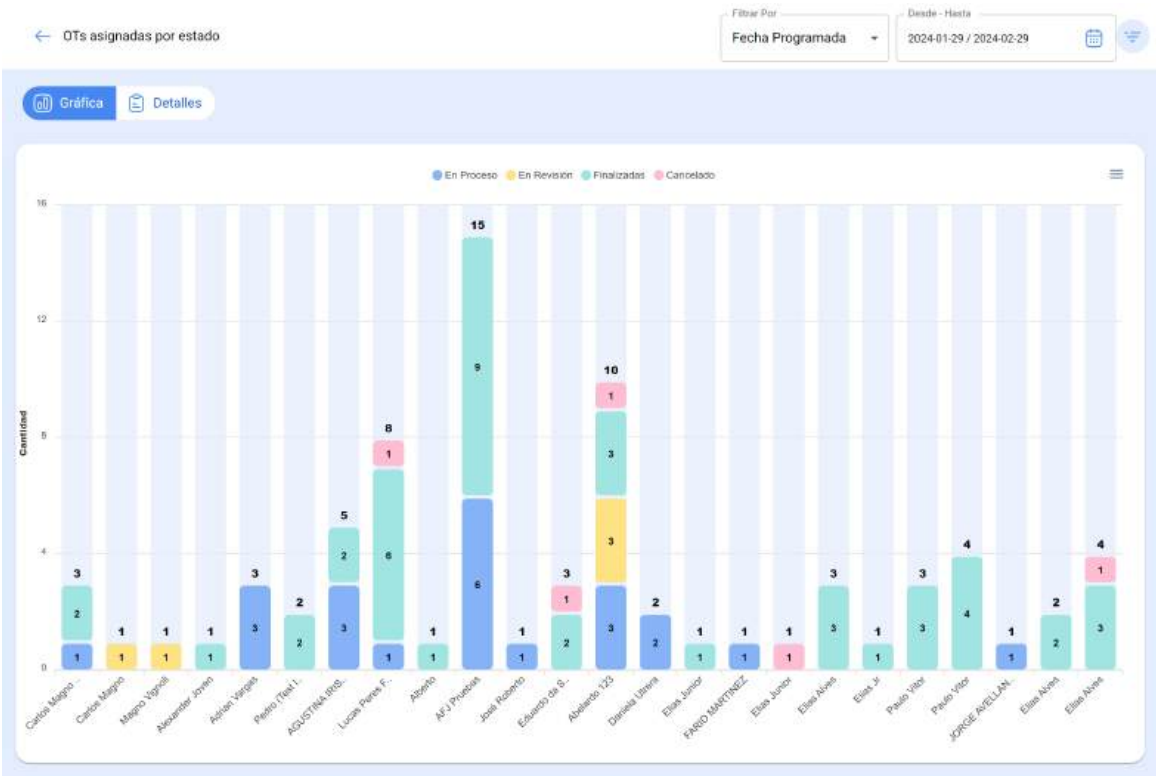 Filtrar Por
Desde - Hasta
OTs asignadas por estado
Fecha Programada
2024-01-29 / 2024-02-29
Gráfica
Detalles
En Proceso En Revisión Finalizadas Cancelado
Cantidad
16
12
8
4
0
3
2
1
1
1
1
1
1
1
3
3
2
2
5
2
3
8
1
6
1
1
1
15
9
6
1
1
3
1
2
10
1
3
3
3
2
2
1
1
1
1
1
1
3
3
1
1
3
3
4
4
1
1
2
2
4
1
3
Carlos Magno ...
Carlos Magno
Magno Vignoli
Alexander Joven
Adrian Vargas
Pedro (Test I...
AGUSTINA IRIS...
Lucas Peres F...
Alberto
AFJ Pruebas
José Roberto
Eduardo da S...
Abelardo 123
Daniela Utrera
Elias Junior
FARID MARTINEZ
Elias Junior
Elias Alves
Elias Jr
Paulo Vitor
Paulo Vitor
JORGE AVELLAN...
Elias Alves
Elias Alves